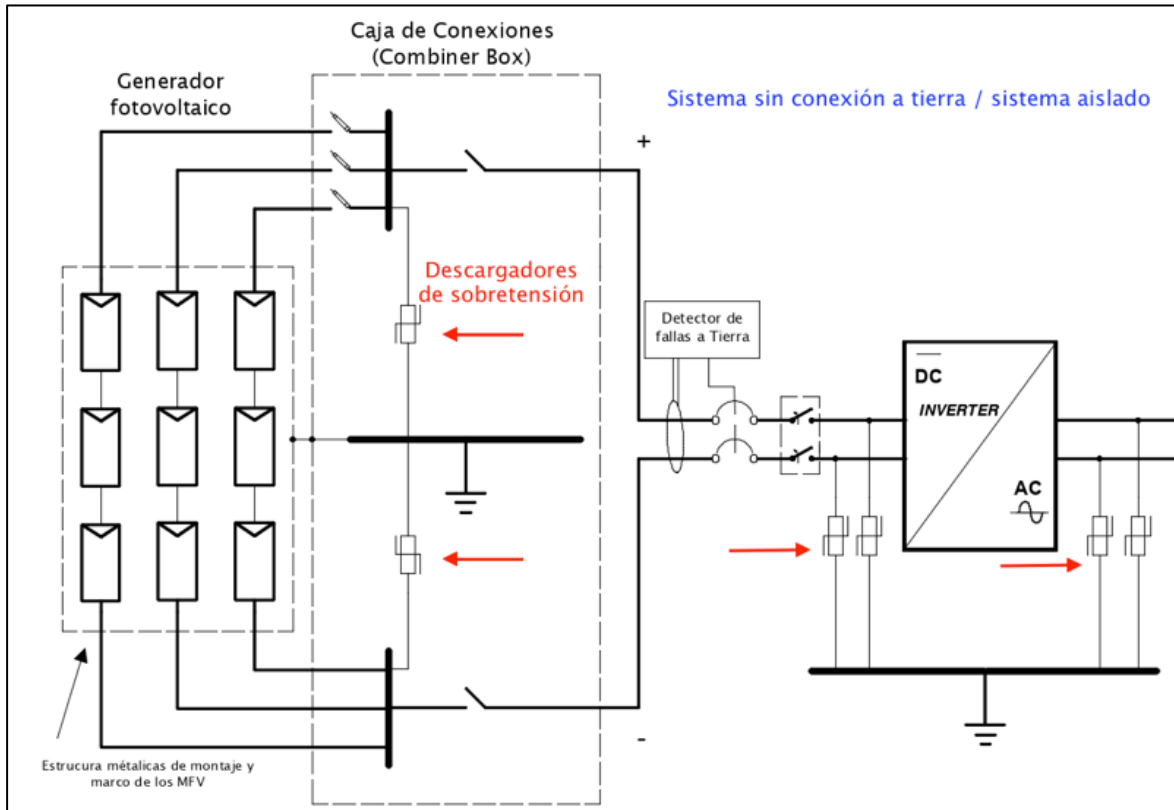 Caja de Conexiones
(Combiner Box)
Generador
fotovoltaico
Sistema sin conexión a tierra / sistema aislado
+
Descargadores
de sobretensión
Detector de
fallas a Tierra
DC
INVERTER
AC
-
Estrucura métalicas de montaje y
marco de los MFV